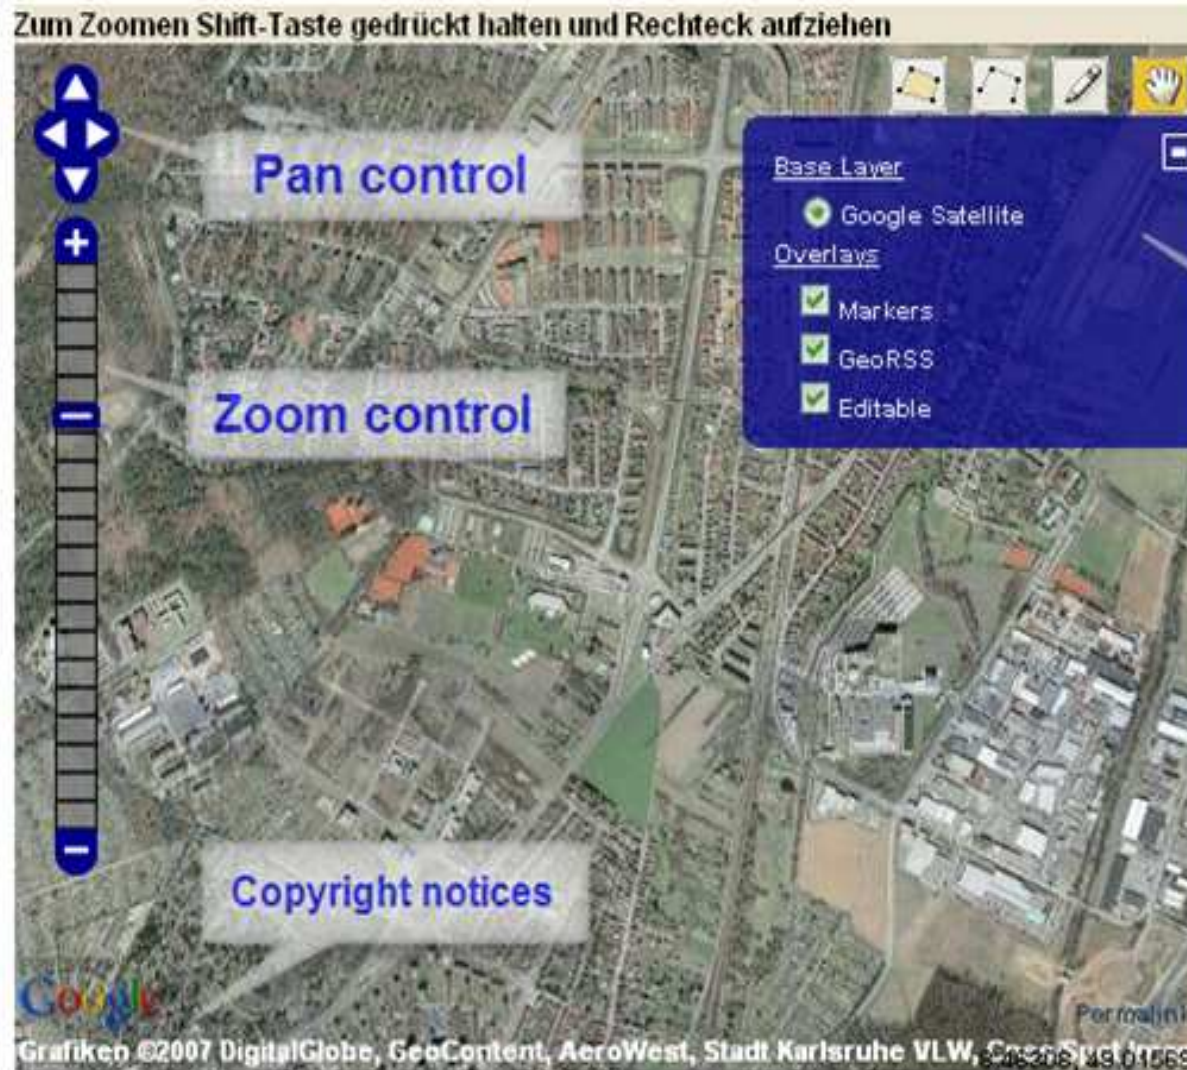 Zum Zoomen Shift-Taste gedrückt halten und Rechteck aufziehen
Pan control
Base Layer
Google Satellite
Overlays
Markers
GeoRSS
Editable
Zoom control
Copyright notices
Google
Grafiken ©2007 DigitalGlobe, GeoContent, AeroWest, Stadt Karlsruhe VLW,